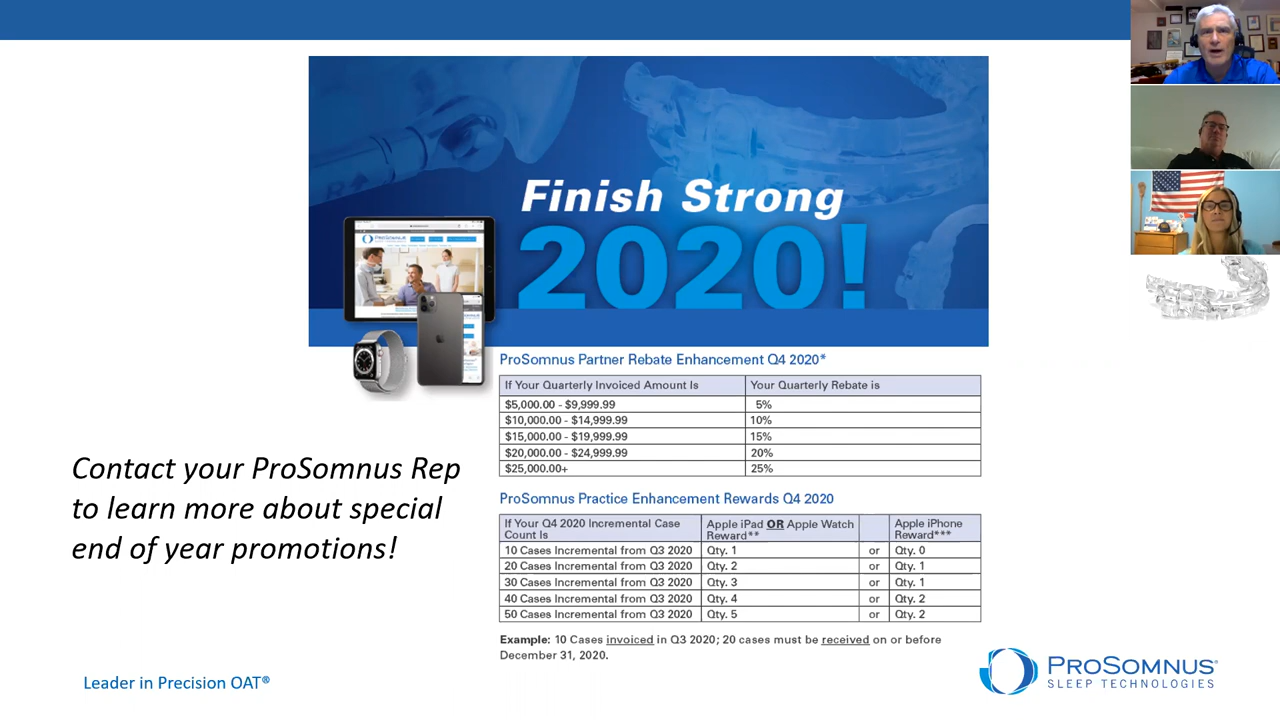 Finish Strong
2020!
PROSOMNUS
ProSomnus Partner Rebate Enhancement Q4 2020*
If Your Quarterly Invoiced Amount Is Your Quarterly Rebate is
$5,000.00 - $9,999.99 5%
$10,000.00 - $14,999.99 10%
$15,000.00 - $19,999.99 15%
$20,000.00 - $24,999.99 20%
$25,000.00+ 25%
Contact your ProSomnus Rep
to learn more about special
end of year promotions!
ProSomnus Practice Enhancement Rewards Q4 2020
If Your Q4 2020 Incremental Case
Count Is
Apple iPad OR Apple Watch
Reward**
Apple iPhone
Reward***
10 Cases Incremental from Q3 2020 Qty. 1 or Qty. 0
20 Cases Incremental from Q3 2020 Qty. 2 or Qty. 1
30 Cases Incremental from Q3 2020 Qty. 3 or Qty. 1
40 Cases Incremental from Q3 2020 Qty. 4 or Qty. 2
50 Cases Incremental from Q3 2020 Qty. 5 or Qty. 2
Example: 10 Cases invoiced in Q3 2020; 20 cases must be received on or before
December 31, 2020.
Leader in Precision OAT®
PROSOMNUS®
SLEEP TECHNOLOGIES